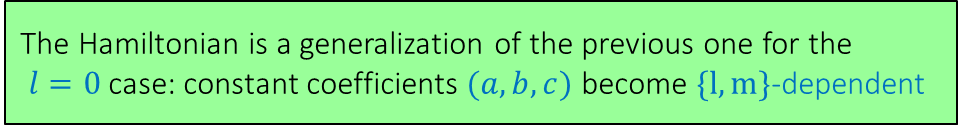 The Hamiltonian is a generalization of the previous one for the
l = 0 case: constant coefficients (a, b, c) become {l, m}-dependent